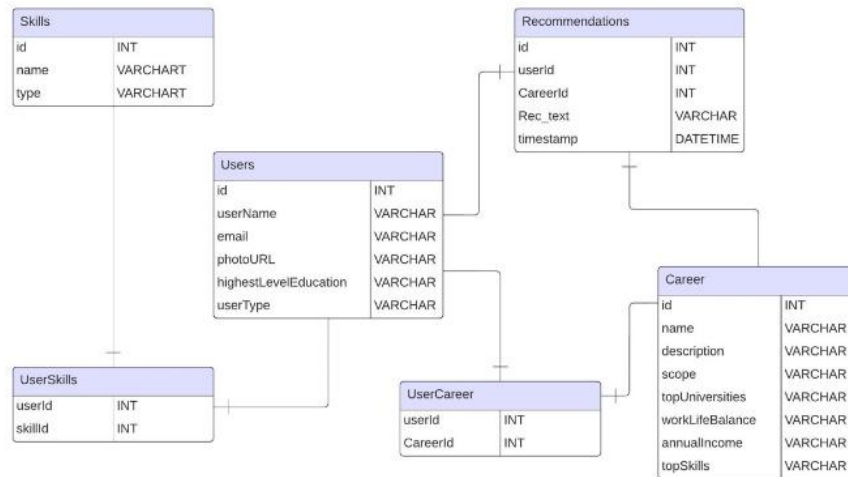 Skills
id INT
name VARCHART
type VARCHART
Recommendations
id INT
userId INT
CareerId INT
Rec_text VARCHAR
timestamp DATETIME
Users
id INT
userName VARCHAR
email VARCHAR
photoURL VARCHAR
highestLevelEducation VARCHAR
userType VARCHAR
Career
id INT
name VARCHAR
description VARCHAR
scope VARCHAR
topUniversities VARCHAR
workLifeBalance VARCHAR
annualIncome VARCHAR
topSkills VARCHAR
UserSkills
userId INT
skillId INT
UserCareer
userId INT
CareerId INT